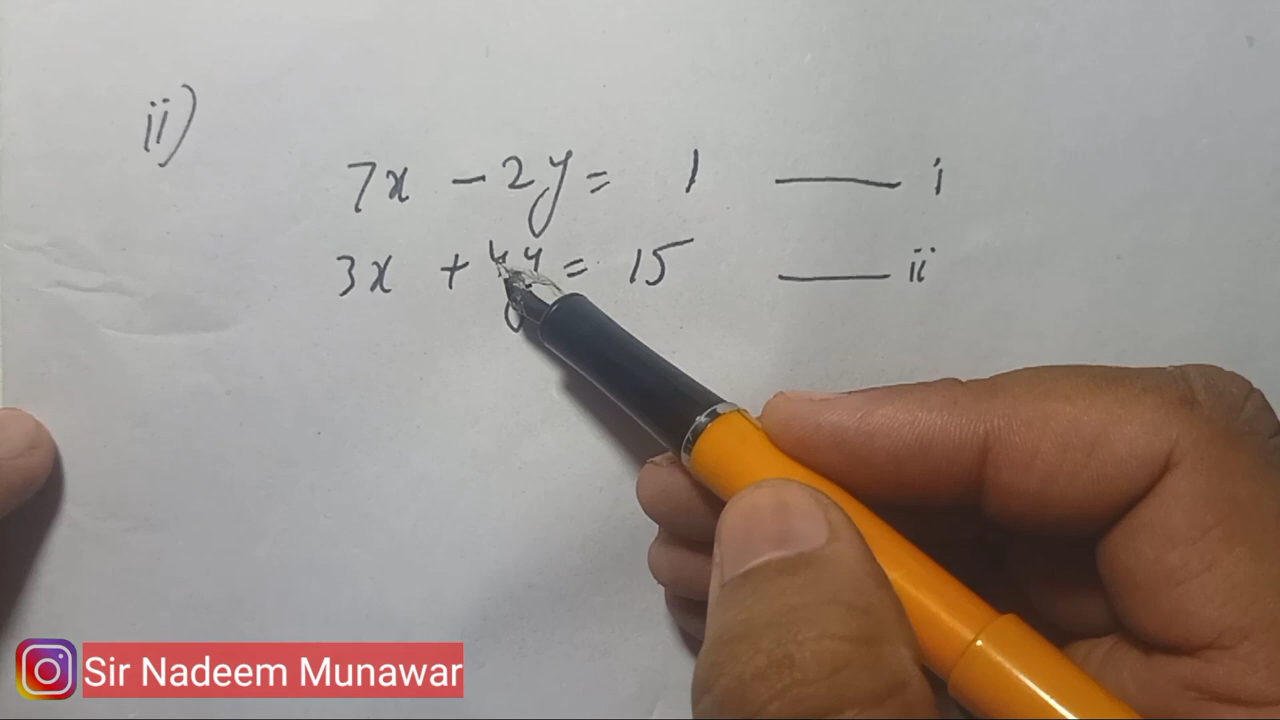 ii)
7x - 2y = 1 —— i
3x + 4y = 15 —— ii
Sir Nadeem Munawar